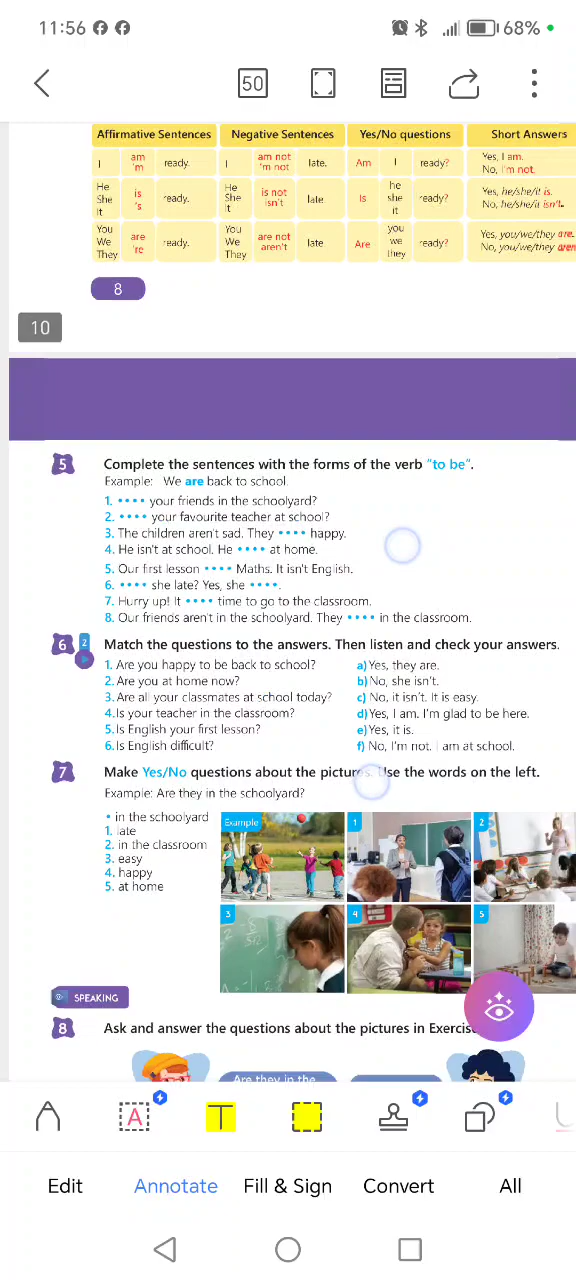 11:56
68%
50
Affirmative Sentences Negative Sentences Yes/No questions Short Answers
I am 'm ready. I am not 'm not late. Am I ready? Yes, I am. No, I'm not.
He She It is 's ready. He She It is not isn't late Is he she it ready? Yes, he/she/it is. No, he/she/it isn't.
You We They are 're ready. You We They are not aren't late Are you we they ready? Yes, you/we/they are. No, you/we/they aren
8
10
5 Complete the sentences with the forms of the verb "to be".
Example: We are back to school.
1. •••• your friends in the schoolyard?
2. •••• your favourite teacher at school?
3. The children aren't sad. They •••• happy.
4. He isn't at school. He •••• at home.
5. Our first lesson •••• Maths. It isn't English.
6. •••• she late? Yes, she ••••.
7. Hurry up! It •••• time to go to the classroom.
8. Our friends aren't in the schoolyard. They •••• in the classroom.
6 2 Match the questions to the answers. Then listen and check your answers.
1. Are you happy to be back to school? a) Yes, they are.
2. Are you at home now? b) No, she isn't.
3. Are all your classmates at school today? c) No, it isn't. It is easy.
4. Is your teacher in the classroom? d) Yes, I am. I'm glad to be here.
5. Is English your first lesson? e) Yes, it is.
6. Is English difficult? f) No, I'm not. I am at school.
7 Make Yes/No questions about the pictures. Use the words on the left.
Example: Are they in the schoolyard?
• in the schoolyard
1. late
2. in the classroom
3. easy
4. happy
5. at home
Example 1 2
3 4 5
SPEAKING
8 Ask and answer the questions about the pictures in Exercis
Are they in the
A T
Edit Annotate Fill & Sign Convert All